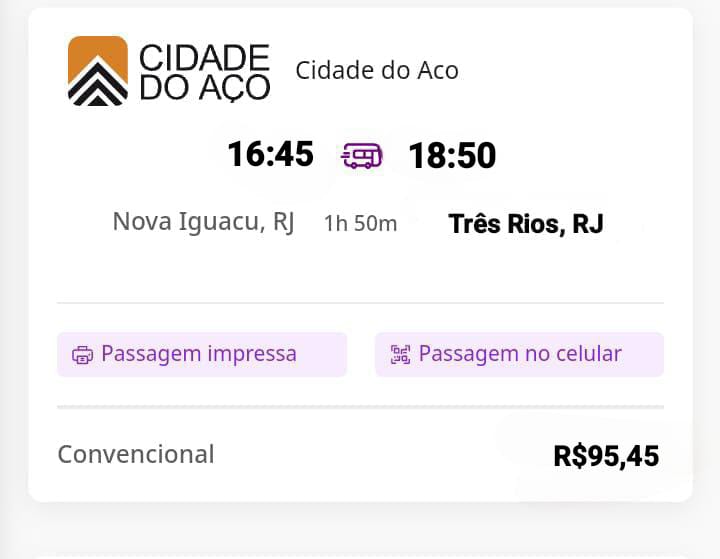 CIDADE
DO AÇO
Cidade do Aco
16:45 18:50
Nova Iguacu, RJ 1h 50m Três Rios, RJ
Passagem impressa Passagem no celular
Convencional R$95,45